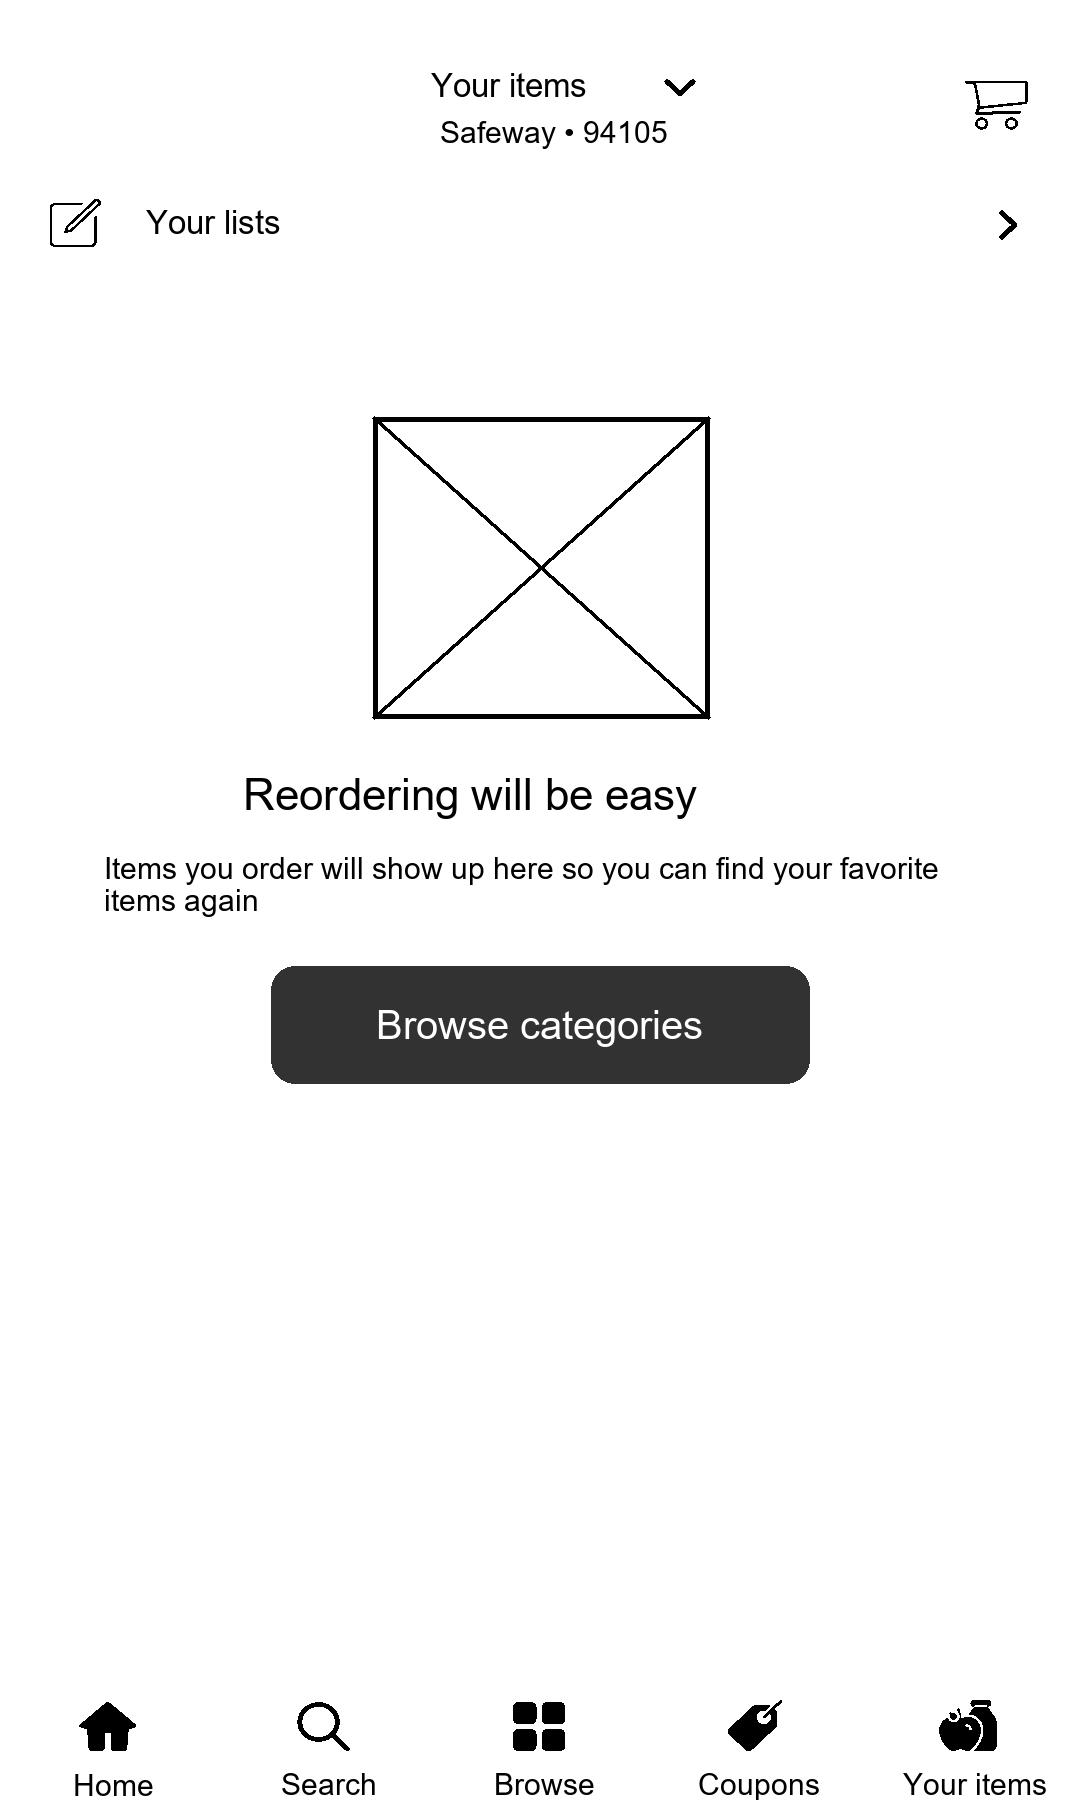 Your items
Safeway • 94105
Your lists
Reordering will be easy
Items you order will show up here so you can find your favorite
items again
Browse categories
Home
Search
Browse
Coupons
Your items